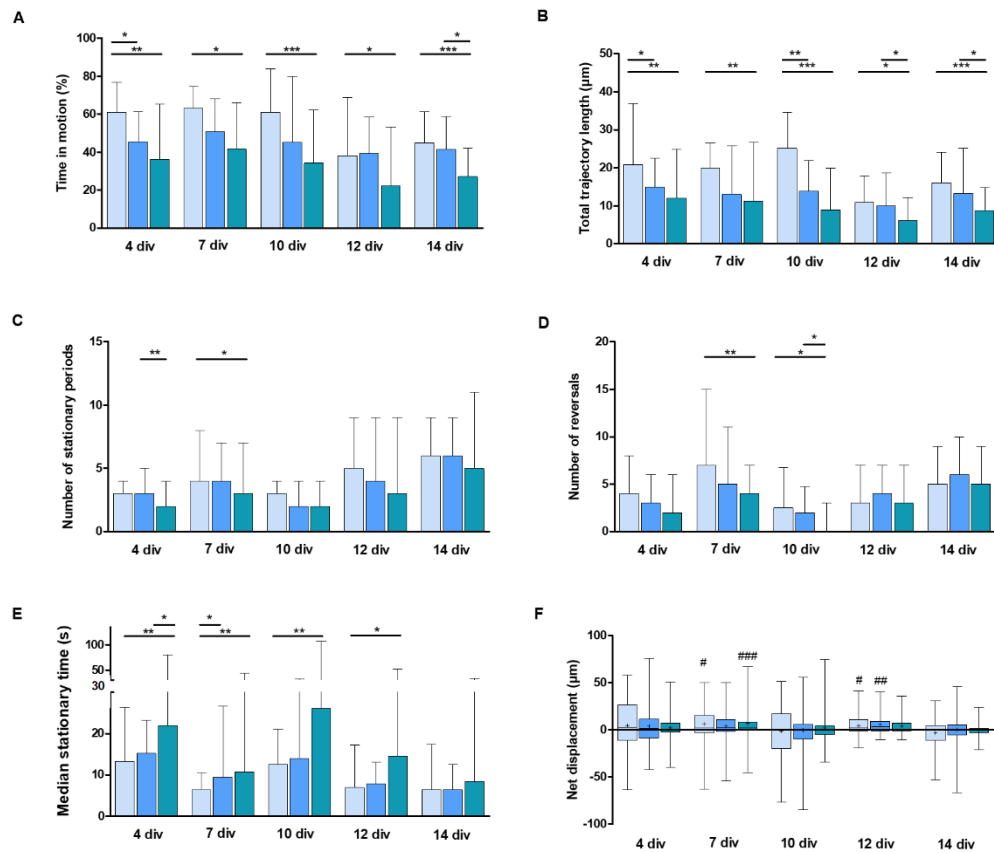 A
Time in motion (%)
100
80
60
40
20
0
* ** * *** * * ***
4 div 7 div 10 div 12 div 14 div
B
Total trajectory length (µm)
50
40
30
20
10
0
* ** ** ** *** * * * ***
4 div 7 div 10 div 12 div 14 div
C
Number of stationary periods
15
10
5
0
** *
4 div 7 div 10 div 12 div 14 div
D
Number of reversals
20
15
10
5
0
** * *
4 div 7 div 10 div 12 div 14 div
E
Median stationary time (s)
100
50
30
20
10
0
* ** * ** ** *
4 div 7 div 10 div 12 div 14 div
F
Net displacement (µm)
100
50
0
-50
-100
# ### # ##
4 div 7 div 10 div 12 div 14 div